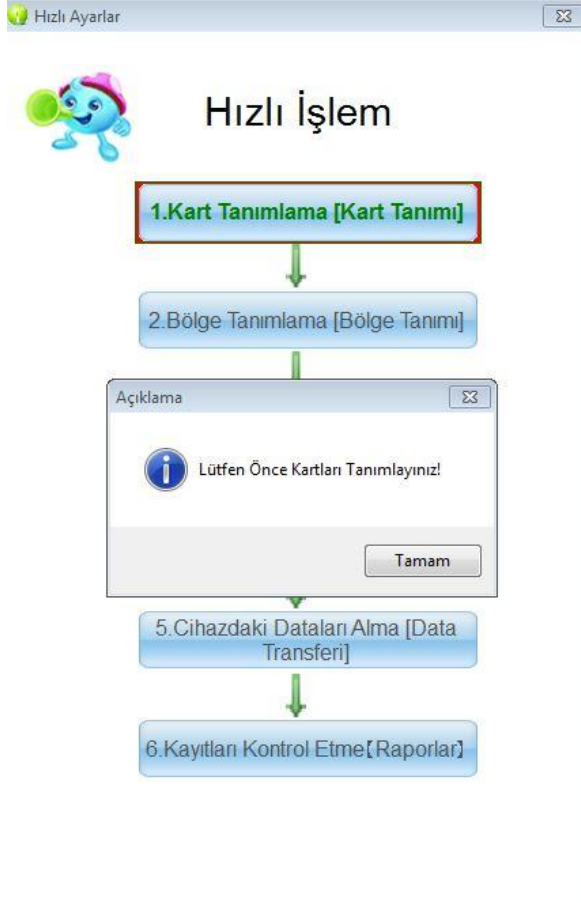 Hızlı Ayarlar
Hızlı İşlem
1.Kart Tanımlama [Kart Tanımı]
2.Bölge Tanımlama [Bölge Tanımı]
Açıklama
Lütfen Önce Kartları Tanımlayınız!
Tamam
5.Cihazdaki Dataları Alma [Data
Transferi]
6.Kayıtları Kontrol Etme【Raporlar】